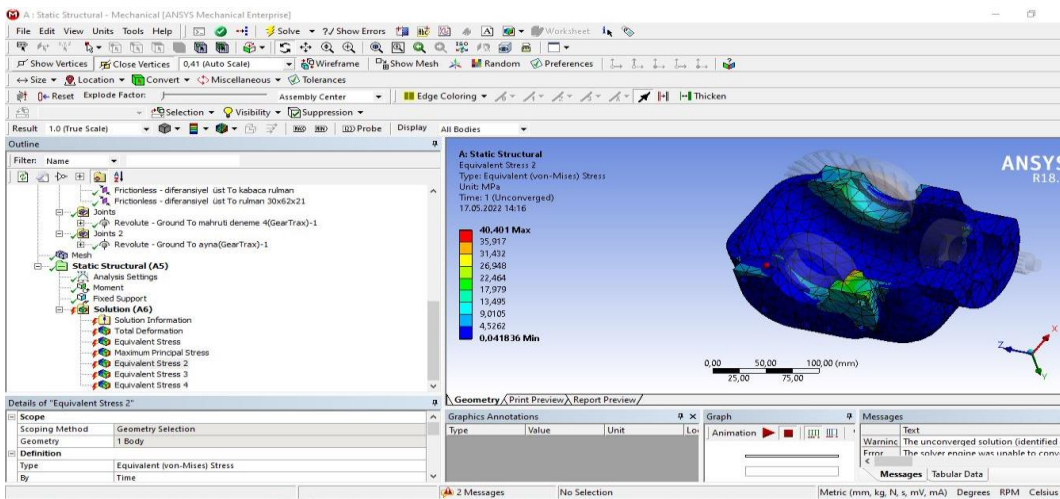 A : Static Structural - Mechanical [ANSYS Mechanical Enterprise]
File Edit View Units Tools Help Solve ?/ Show Errors Worksheet
Show Vertices Close Vertices 0,41 (Auto Scale) Wireframe Show Mesh Random Preferences
Size Location Convert Miscellaneous Tolerances
Reset Explode Factor: Assembly Center Edge Coloring Thicken
Selection Visibility Suppression
Result 1.0 (True Scale) Probe Display All Bodies
Outline
Filter: Name
Frictionless - diferansiyel üst To kabaca rulman
Frictionless - diferansiyel üst To rulman 30x62x21
Joints
Revolute - Ground To mahruti deneme 4(GearTrax)-1
Joints 2
Revolute - Ground To ayna(GearTrax)-1
Mesh
Static Structural (A5)
Analysis Settings
Moment
Fixed Support
Solution (A6)
Solution Information
Total Deformation
Equivalent Stress
Maximum Principal Stress
Equivalent Stress 2
Equivalent Stress 3
Equivalent Stress 4
Details of "Equivalent Stress 2"
Scope
Scoping Method Geometry Selection
Geometry 1 Body
Definition
Type Equivalent (von-Mises) Stress
By Time
A: Static Structural
Equivalent Stress 2
Type: Equivalent (von-Mises) Stress
Unit: MPa
Time: 1 (Unconverged)
17.05.2022 14:16
40,401 Max
35,917
31,432
26,948
22,464
17,979
13,495
9,0105
4,5262
0,041836 Min
ANSYS
R18.
0,00 50,00 100,00 (mm)
25,00 75,00
Z X Y
Geometry Print Preview Report Preview
Graphics Annotations
Type Value Unit Lo
Graph
Animation
Messages
Text
Warning The unconverged solution (identified
Error The solver engine was unable to conv
Messages Tabular Data
2 Messages No Selection Metric (mm, kg, N, s, mV, mA) Degrees RPM Celsius